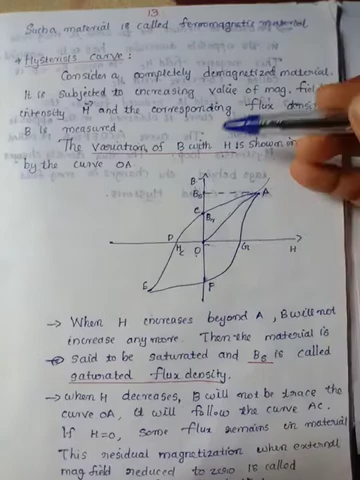 13
Such a material is called ferromagnetic material
* Hysterisis curve :
Consider a completely demagnetized material.
It is subjected to increasing value of mag. field
intensity H and the corresponding flux density
B is measured.
The variation of B with H is shown in
by the curve OA
B
Bs
A
C
Br
D
Hc
O
G
H
E
F
→ When H increases beyond A, B will not
increase any more. Then the material is
said to be saturated and Bs is called
saturated flux density.
→ when H decreases, B will not be trace the
curve OA, it will follow the curve AC.
If H=0, some flux remains in material
This residual magnetization when external
mag field reduced to zero is called